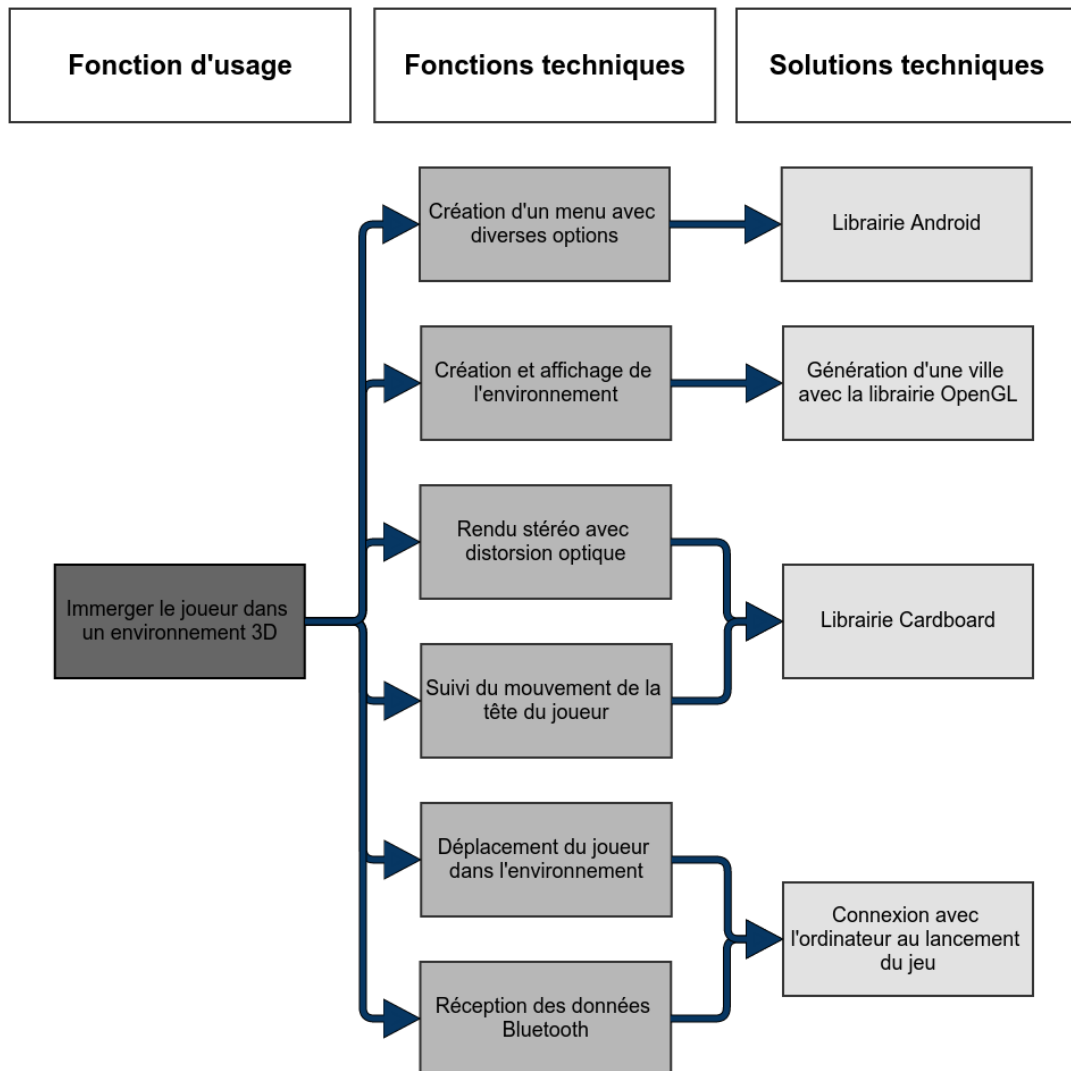 Fonction d'usage
Fonctions techniques
Solutions techniques
Création d'un menu avec
diverses options
Librairie Android
Création et affichage de
l'environnement
Génération d'une ville
avec la librairie OpenGL
Rendu stéréo avec
distorsion optique
Immerger le joueur dans
un environnement 3D
Librairie Cardboard
Suivi du mouvement de la
tête du joueur
Déplacement du joueur
dans l'environnement
Connexion avec
l'ordinateur au lancement
du jeu
Réception des données
Bluetooth